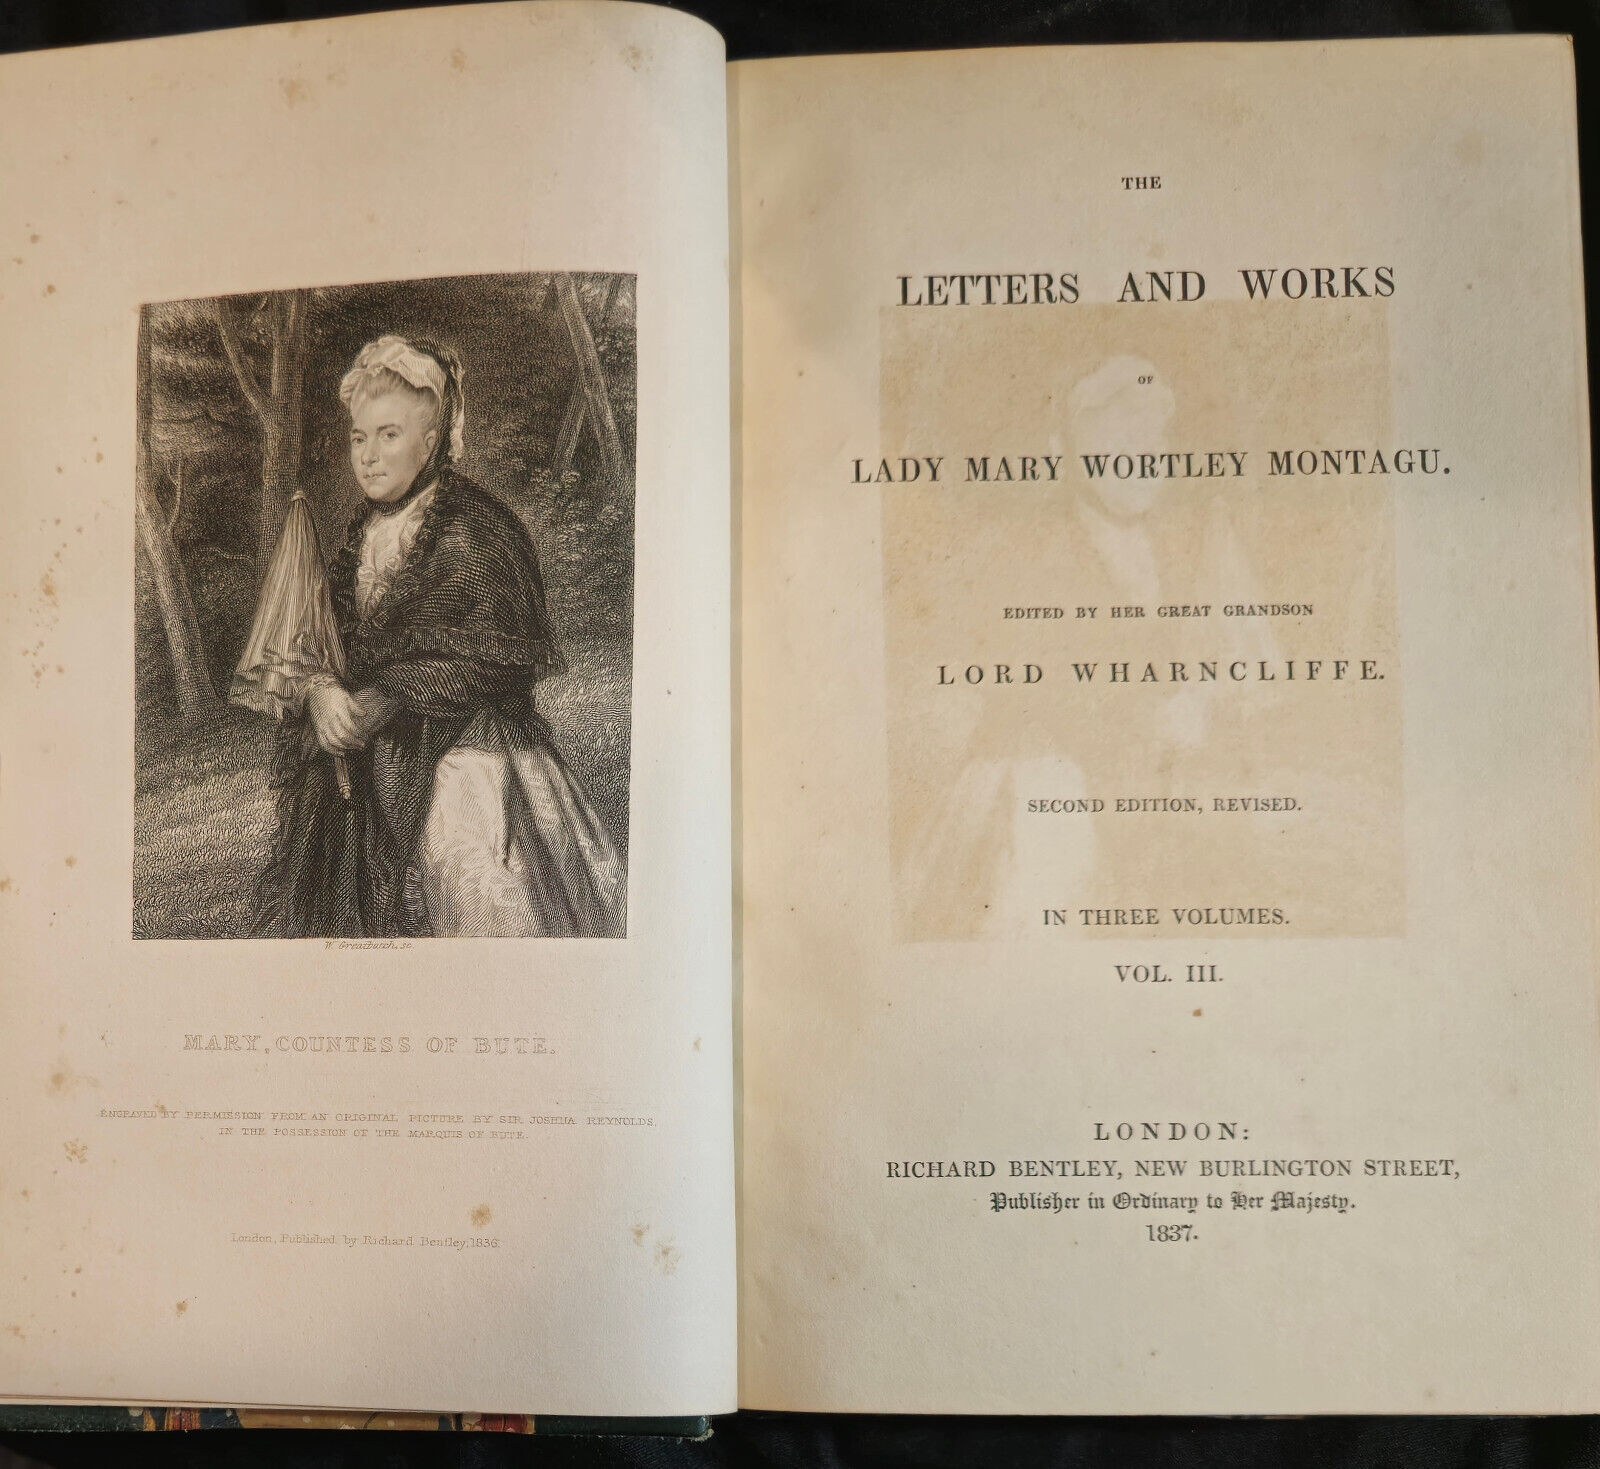 W. Greatbatch, sc.
MARY, COUNTESS OF BUTE.
ENGRAVED BY PERMISSION FROM AN ORIGINAL PICTURE BY SIR JOSHUA REYNOLDS,
IN THE POSSESSION OF THE MARQUIS OF BUTE.
London, Published by Richard Bentley, 1836.
THE
LETTERS AND WORKS
OF
LADY MARY WORTLEY MONTAGU.
EDITED BY HER GREAT GRANDSON
LORD WHARNCLIFFE.
SECOND EDITION, REVISED.
IN THREE VOLUMES.
VOL. III.
LONDON:
RICHARD BENTLEY, NEW BURLINGTON STREET,
Publisher in Ordinary to Her Majesty.
1837.